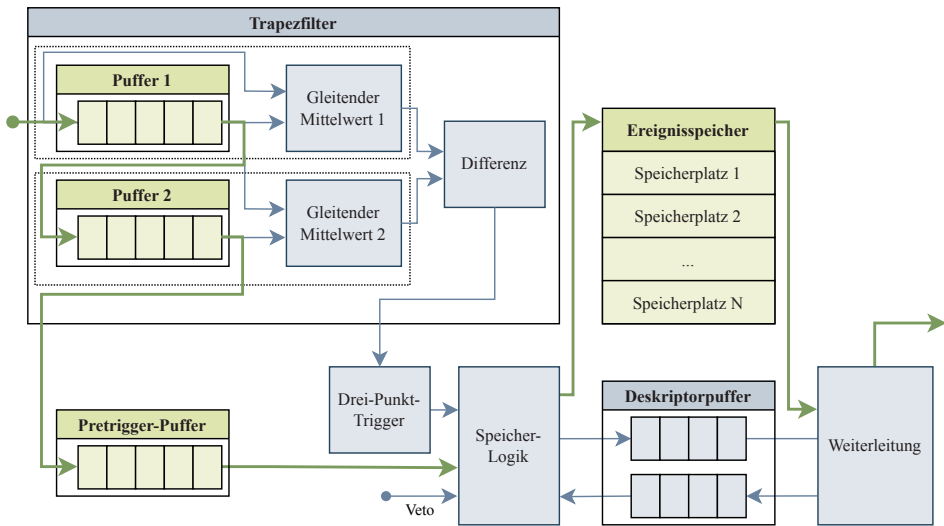 Trapezfilter
Puffer 1
Gleitender
Mittelwert 1
Differenz
Puffer 2
Gleitender
Mittelwert 2
Ereignisspeicher
Speicherplatz 1
Speicherplatz 2
...
Speicherplatz N
Drei-Punkt-
Trigger
Pretrigger-Puffer
Speicher-
Logik
Veto
Deskriptorpuffer
Weiterleitung